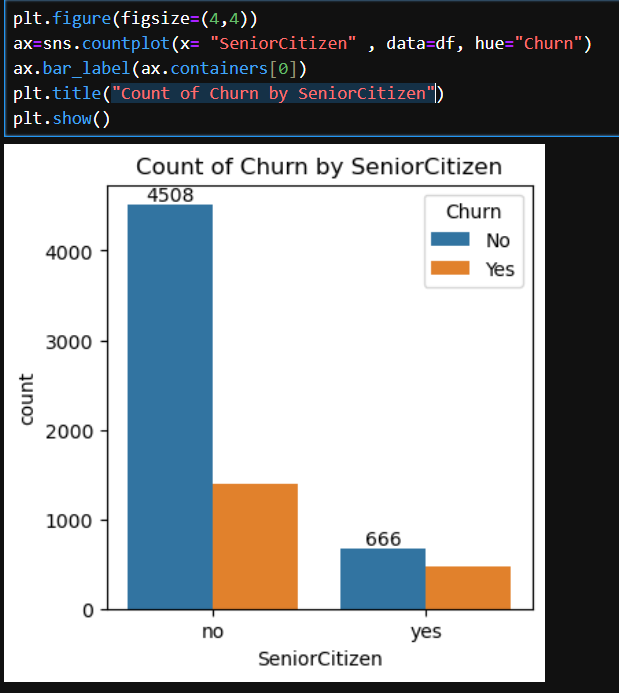 plt.figure(figsize=(4,4))
ax=sns.countplot(x= "SeniorCitizen" , data=df, hue="Churn")
ax.bar_label(ax.containers[0])
plt.title("Count of Churn by SeniorCitizen")
plt.show()
Count of Churn by SeniorCitizen
4508
Churn
No
Yes
4000
3000
2000
1000
0
count
666
no
yes
SeniorCitizen